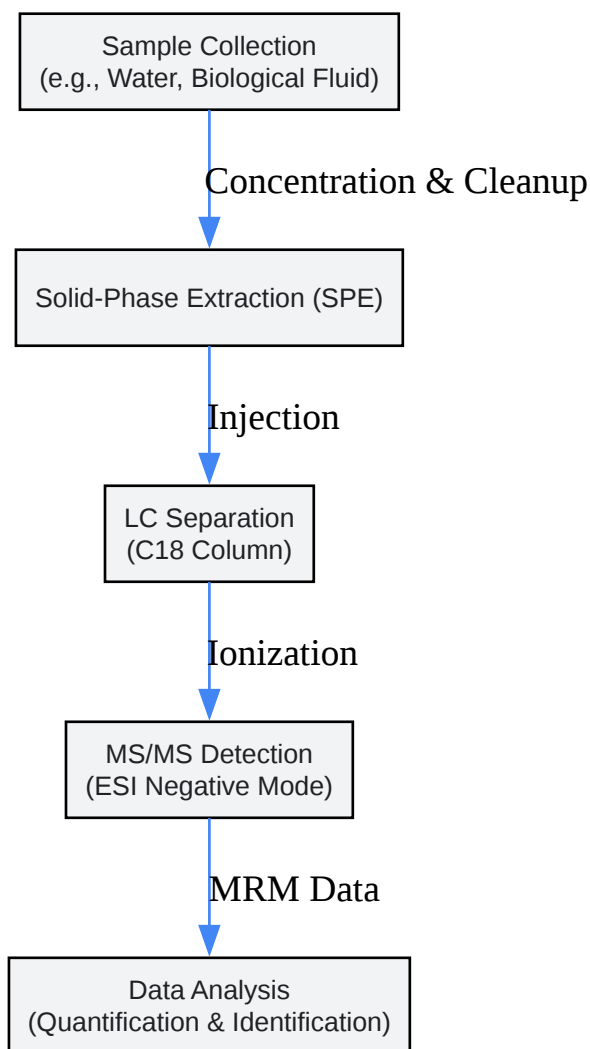 Sample Collection
(e.g., Water, Biological Fluid)
Concentration & Cleanup
Solid-Phase Extraction (SPE)
Injection
LC Separation
(C18 Column)
Ionization
MS/MS Detection
(ESI Negative Mode)
MRM Data
Data Analysis
(Quantification & Identification)